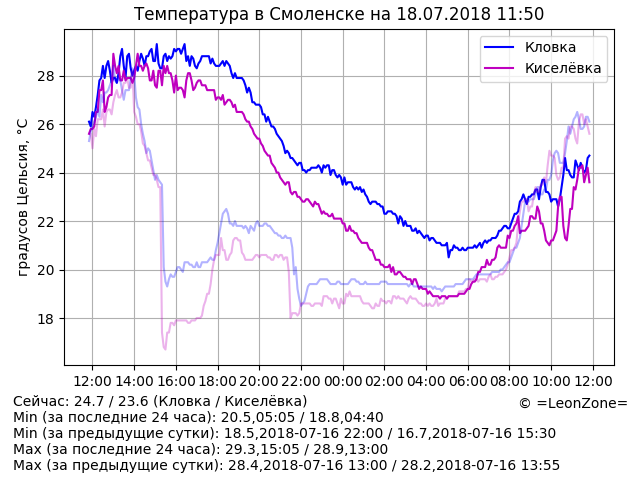 Температура в Смоленске на 18.07.2018 11:50
градусов Цельсия, °C
28
26
24
22
20
18
Кловка
Киселёвка
12:00 14:00 16:00 18:00 20:00 22:00 00:00 02:00 04:00 06:00 08:00 10:00 12:00
Сейчас: 24.7 / 23.6 (Кловка / Киселёвка)
© =LeonZone=
Min (за последние 24 часа): 20.5,05:05 / 18.8,04:40
Min (за предыдущие сутки): 18.5,2018-07-16 22:00 / 16.7,2018-07-16 15:30
Max (за последние 24 часа): 29.3,15:05 / 28.9,13:00
Max (за предыдущие сутки): 28.4,2018-07-16 13:00 / 28.2,2018-07-16 13:55